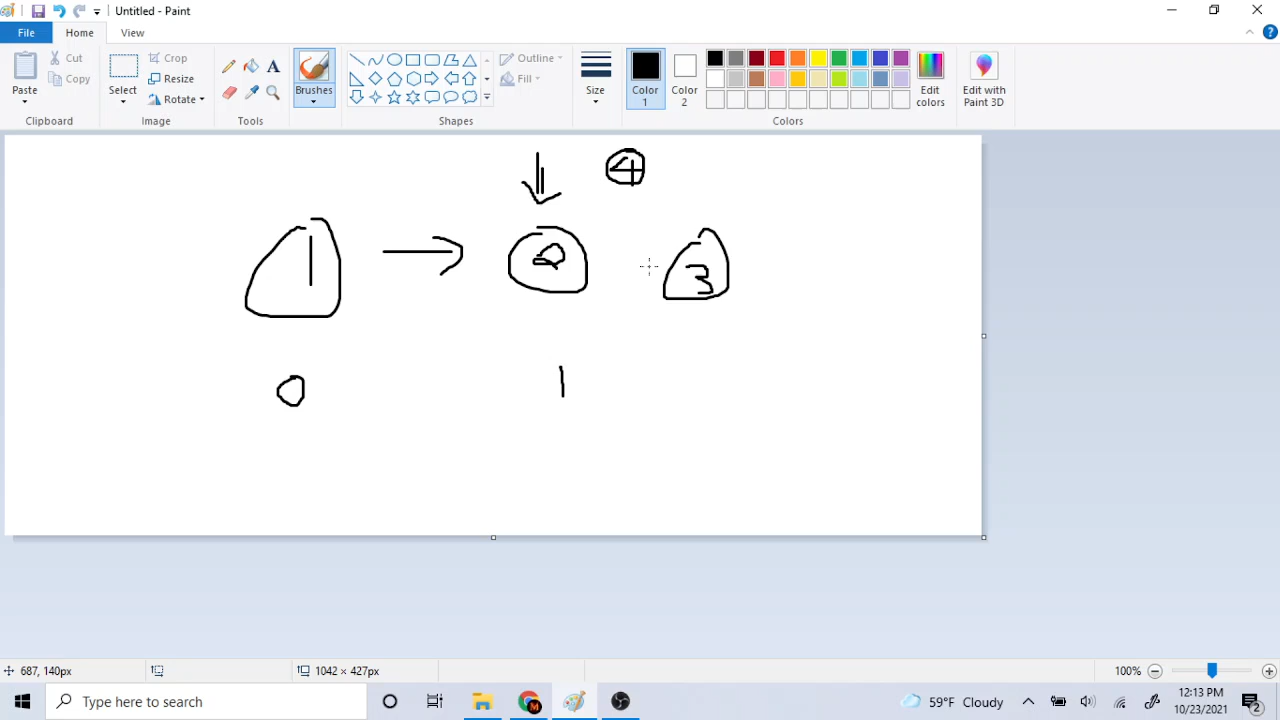 Untitled - Paint
File Home View
Paste
Cut
Copy
Clipboard
Select
Crop
Resize
Rotate
Image
A
Tools
Brushes
Shapes
Outline
Fill
Size
Color 1
Color 2
Edit colors
Colors
Edit with Paint 3D
4
1 2 3
0 1
687, 140px
1042 × 427px
100%
Type here to search
M
59°F Cloudy
12:13 PM
10/23/2021
2